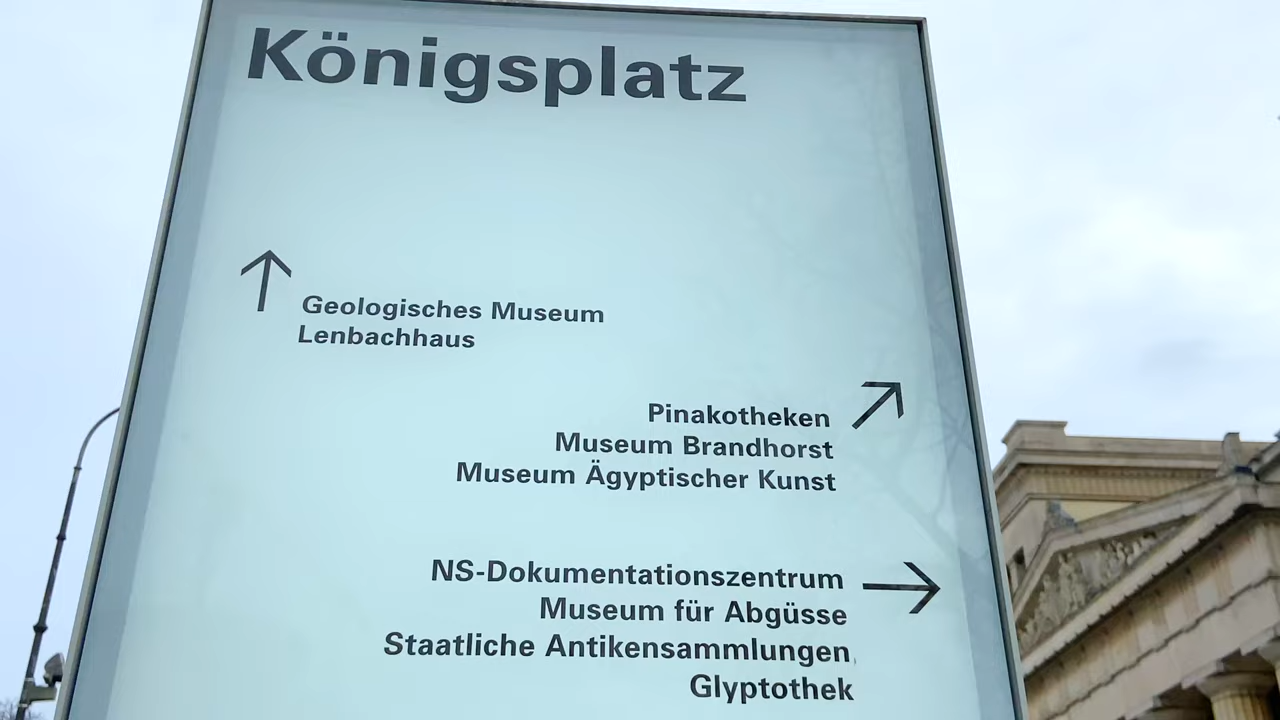 Königsplatz
Geologisches Museum
Lenbachhaus
Pinakotheken
Museum Brandhorst
Museum Ägyptischer Kunst
NS-Dokumentationszentrum
Museum für Abgüsse
Staatliche Antikensammlungen
Glyptothek